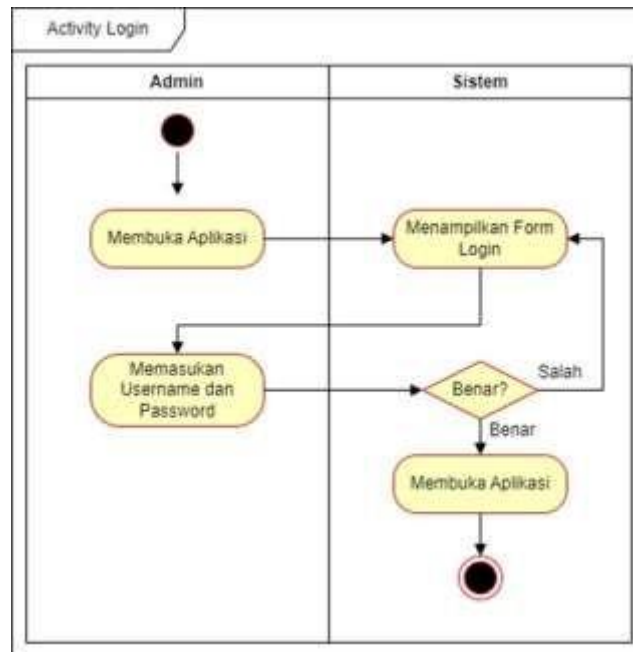 Activity Login
Admin
Sistem
Membuka Aplikasi
Menampilkan Form
Login
Memasukan
Username dan
Password
Benar?
Salah
Benar
Membuka Aplikasi